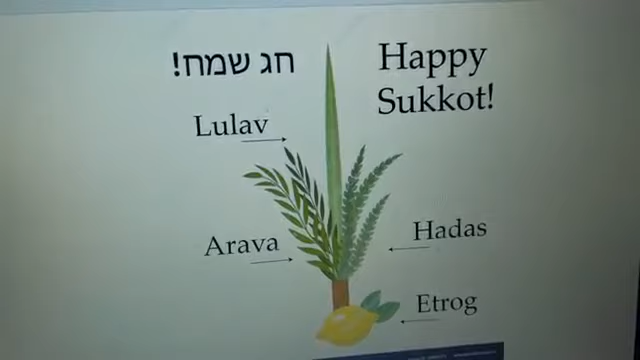 חג שמח!
Happy
Sukkot!
Lulav
Arava
Hadas
Etrog